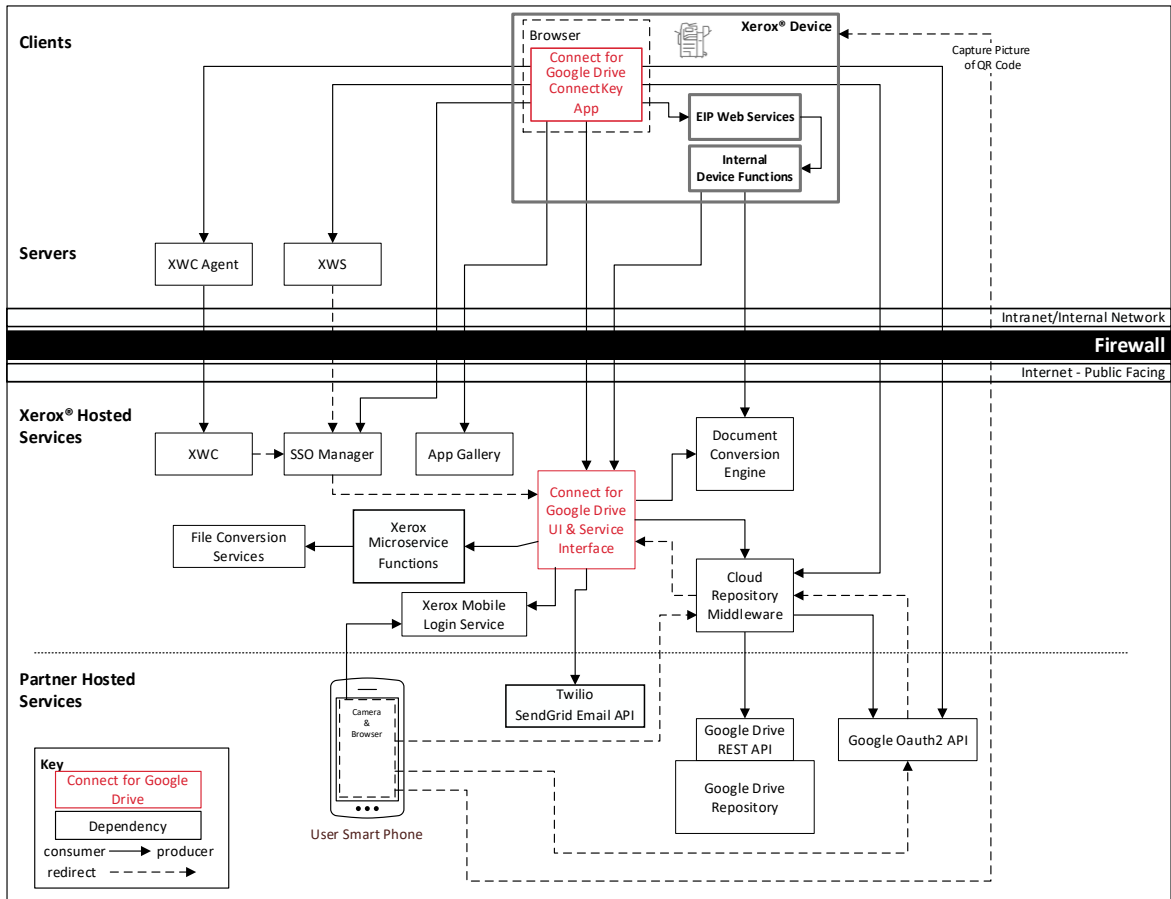 Clients
Xerox® Device
Browser
Connect for
Google Drive
ConnectKey
App
Capture Picture
of QR Code
EIP Web Services
Internal
Device Functions
Servers
XWC Agent
XWS
Intranet/Internal Network
Firewall
Internet - Public Facing
Xerox® Hosted
Services
XWC
SSO Manager
App Gallery
Document
Conversion
Engine
Connect for
Google Drive
UI & Service
Interface
File Conversion
Services
Xerox
Microservice
Functions
Cloud
Repository
Middleware
Xerox Mobile
Login Service
Partner Hosted
Services
Camera
&
Browser
Twilio
SendGrid Email API
Google Drive
REST API
Google Oauth2 API
Google Drive
Repository
User Smart Phone
Key
Connect for Google
Drive
Dependency
consumer producer
redirect